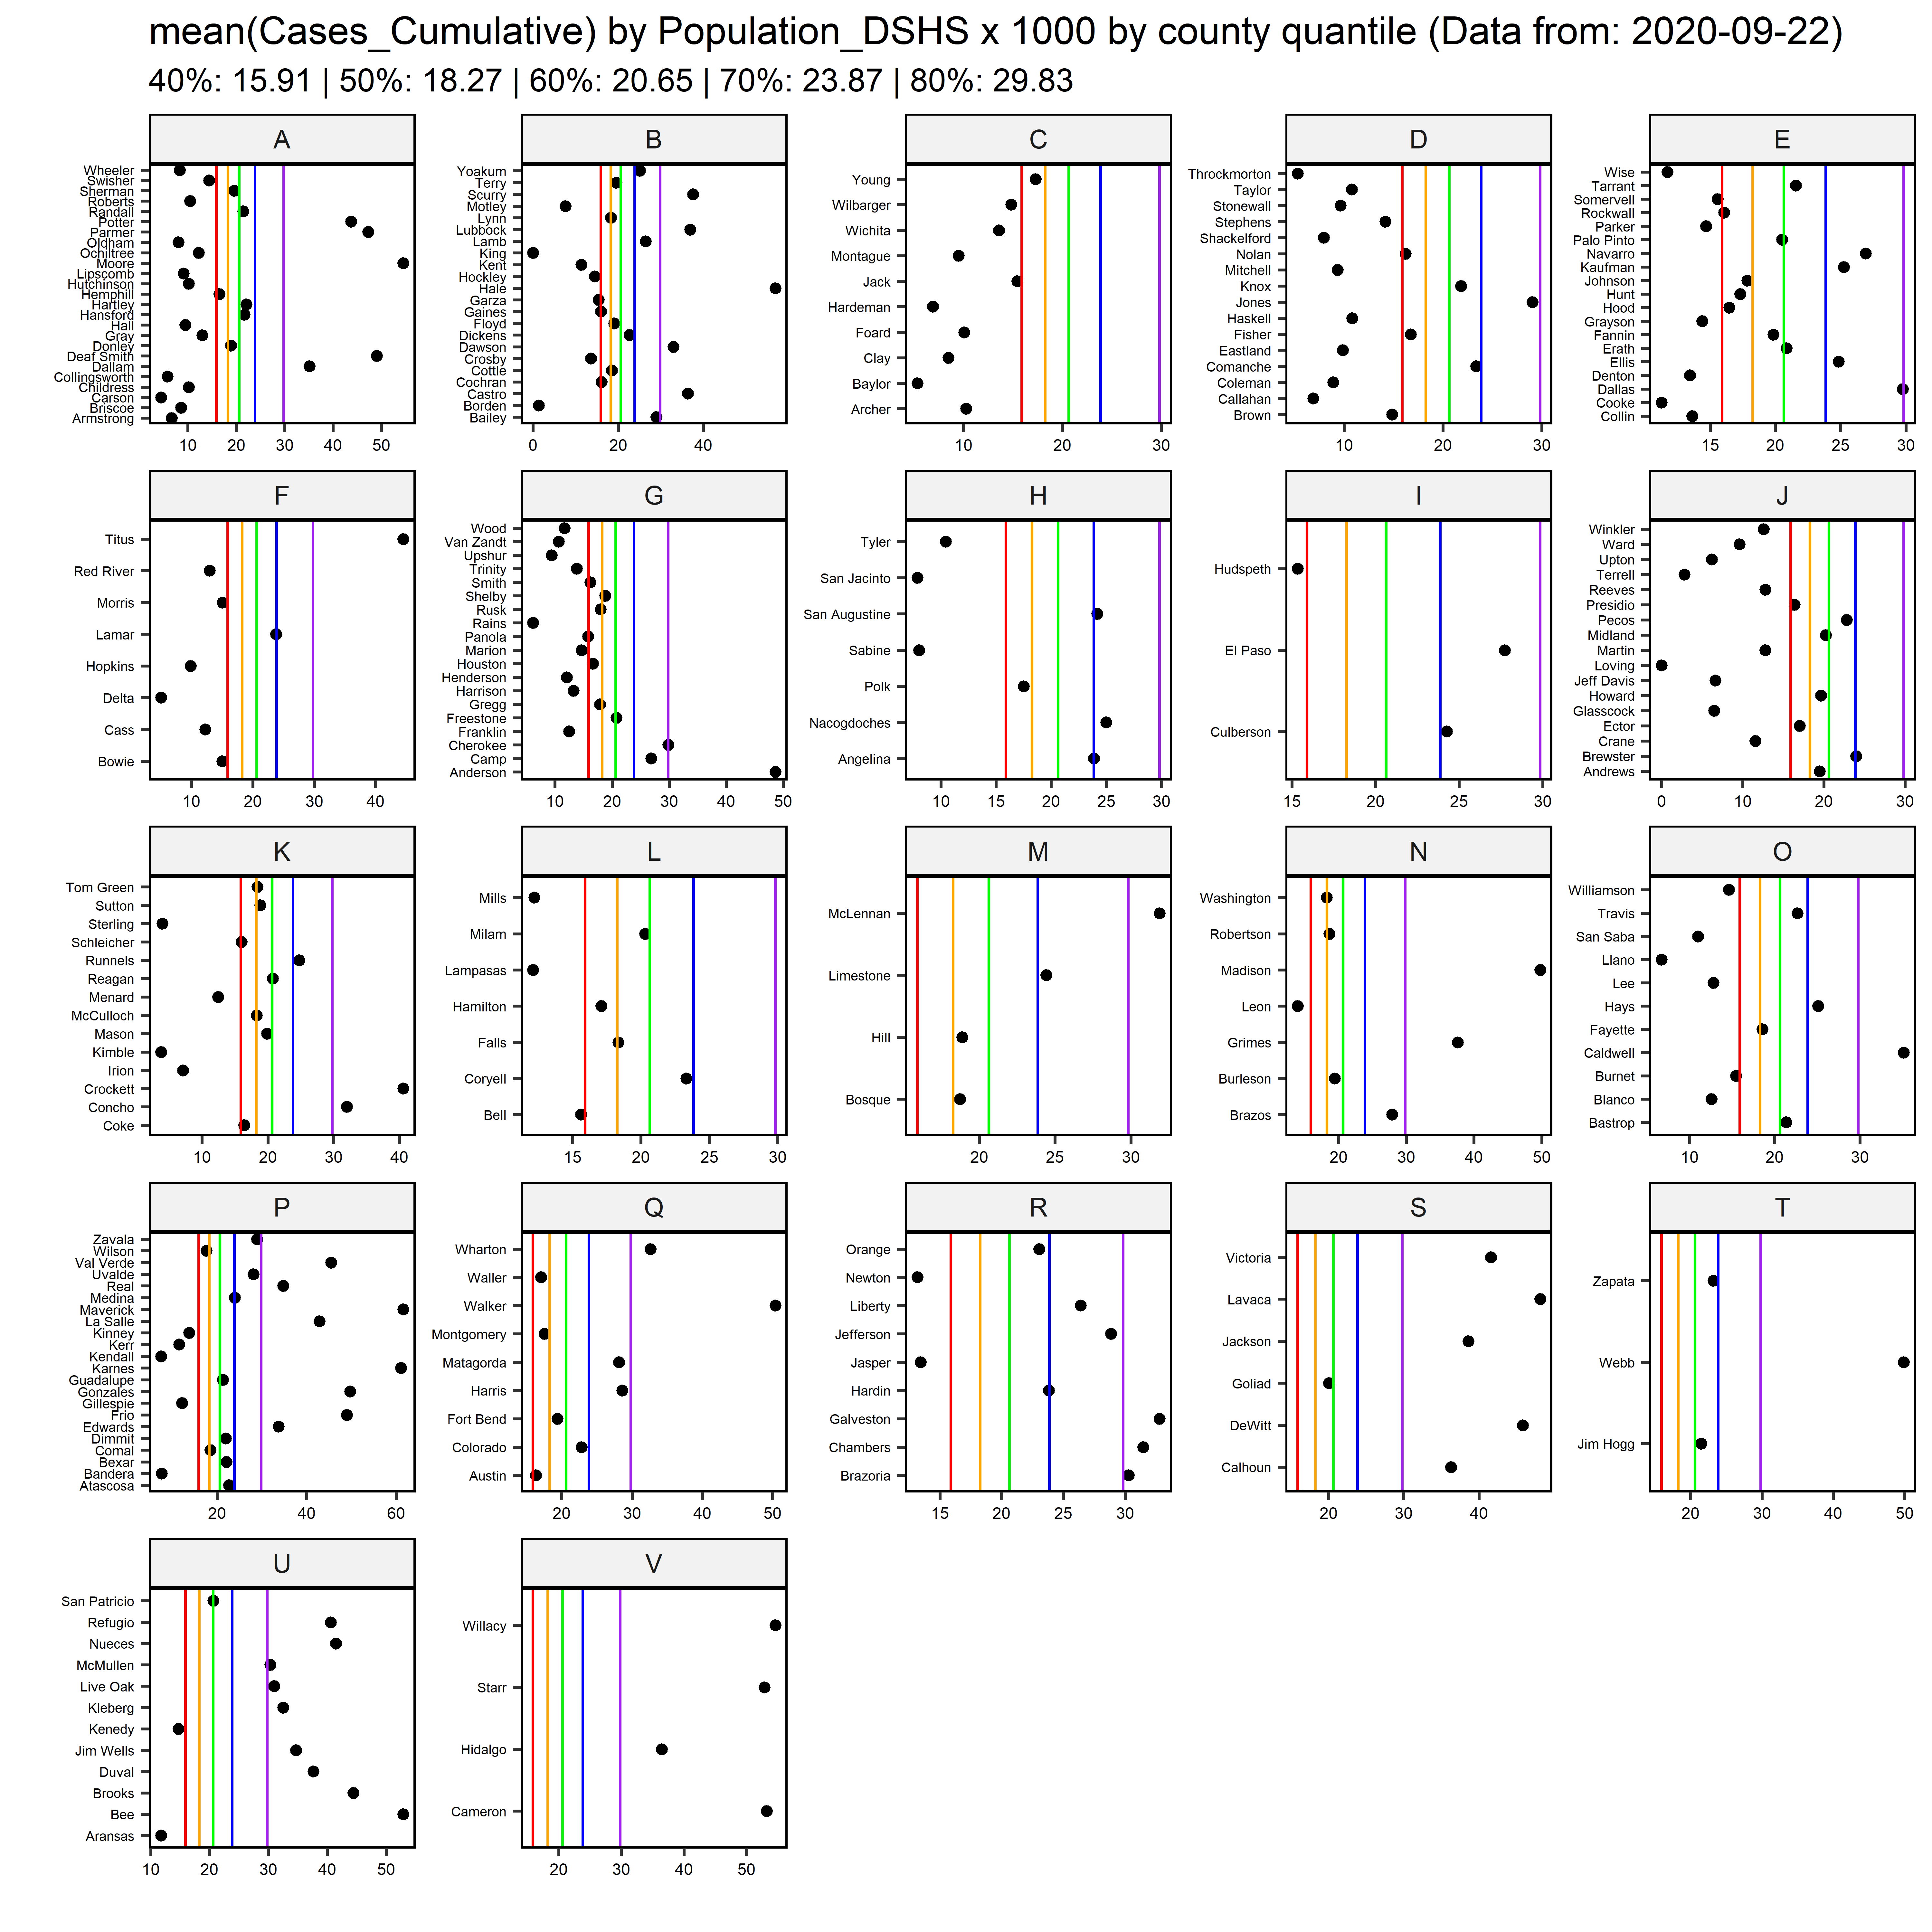 mean(Cases_Cumulative) by Population_DSHS x 1000 by county quantile (Data from: 2020-09-22)
40%: 15.91 | 50%: 18.27 | 60%: 20.65 | 70%: 23.87 | 80%: 29.83
A
Wheeler
Swisher
Sherman
Roberts
Randall
Potter
Parmer
Oldham
Ochiltree
Moore
Lipscomb
Hutchinson
Hemphill
Hartley
Hansford
Hall
Gray
Donley
Deaf Smith
Dallam
Collingsworth
Childress
Carson
Briscoe
Armstrong
10 20 30 40 50
B
Yoakum
Terry
Scurry
Motley
Lynn
Lubbock
Lamb
King
Kent
Hockley
Hale
Garza
Gaines
Floyd
Dickens
Dawson
Crosby
Cottle
Cochran
Castro
Borden
Bailey
0 20 40
C
Young
Wilbarger
Wichita
Montague
Jack
Hardeman
Foard
Clay
Baylor
Archer
10 20 30
D
Throckmorton
Taylor
Stonewall
Stephens
Shackelford
Nolan
Mitchell
Knox
Jones
Haskell
Fisher
Eastland
Comanche
Coleman
Callahan
Brown
10 20 30
E
Wise
Tarrant
Somervell
Rockwall
Parker
Palo Pinto
Navarro
Kaufman
Johnson
Hunt
Hood
Grayson
Fannin
Erath
Ellis
Denton
Dallas
Cooke
Collin
15 20 25 30
F
Titus
Red River
Morris
Lamar
Hopkins
Delta
Cass
Bowie
10 20 30 40
G
Wood
Van Zandt
Upshur
Trinity
Smith
Shelby
Rusk
Rains
Panola
Marion
Houston
Henderson
Harrison
Gregg
Freestone
Franklin
Cherokee
Camp
Anderson
10 20 30 40 50
H
Tyler
San Jacinto
San Augustine
Sabine
Polk
Nacogdoches
Angelina
10 15 20 25 30
I
Hudspeth
El Paso
Culberson
15 20 25 30
J
Winkler
Ward
Upton
Terrell
Reeves
Presidio
Pecos
Midland
Martin
Loving
Jeff Davis
Howard
Glasscock
Ector
Crane
Brewster
Andrews
0 10 20 30
K
Tom Green
Sutton
Sterling
Schleicher
Runnels
Reagan
Menard
McCulloch
Mason
Kimble
Irion
Crockett
Concho
Coke
10 20 30 40
L
Mills
Milam
Lampasas
Hamilton
Falls
Coryell
Bell
15 20 25 30
M
McLennan
Limestone
Hill
Bosque
20 25 30
N
Washington
Robertson
Madison
Leon
Grimes
Burleson
Brazos
20 30 40 50
O
Williamson
Travis
San Saba
Llano
Lee
Hays
Fayette
Caldwell
Burnet
Blanco
Bastrop
10 20 30
P
Zavala
Wilson
Val Verde
Uvalde
Real
Medina
Maverick
La Salle
Kinney
Kerr
Kendall
Karnes
Guadalupe
Gonzales
Gillespie
Frio
Edwards
Dimmit
Comal
Bexar
Bandera
Atascosa
20 40 60
Q
Wharton
Waller
Walker
Montgomery
Matagorda
Harris
Fort Bend
Colorado
Austin
20 30 40 50
R
Orange
Newton
Liberty
Jefferson
Jasper
Hardin
Galveston
Chambers
Brazoria
15 20 25 30
S
Victoria
Lavaca
Jackson
Goliad
DeWitt
Calhoun
20 30 40
T
Zapata
Webb
Jim Hogg
20 30 40 50
U
San Patricio
Refugio
Nueces
McMullen
Live Oak
Kleberg
Kenedy
Jim Wells
Duval
Brooks
Bee
Aransas
10 20 30 40 50
V
Willacy
Starr
Hidalgo
Cameron
20 30 40 50